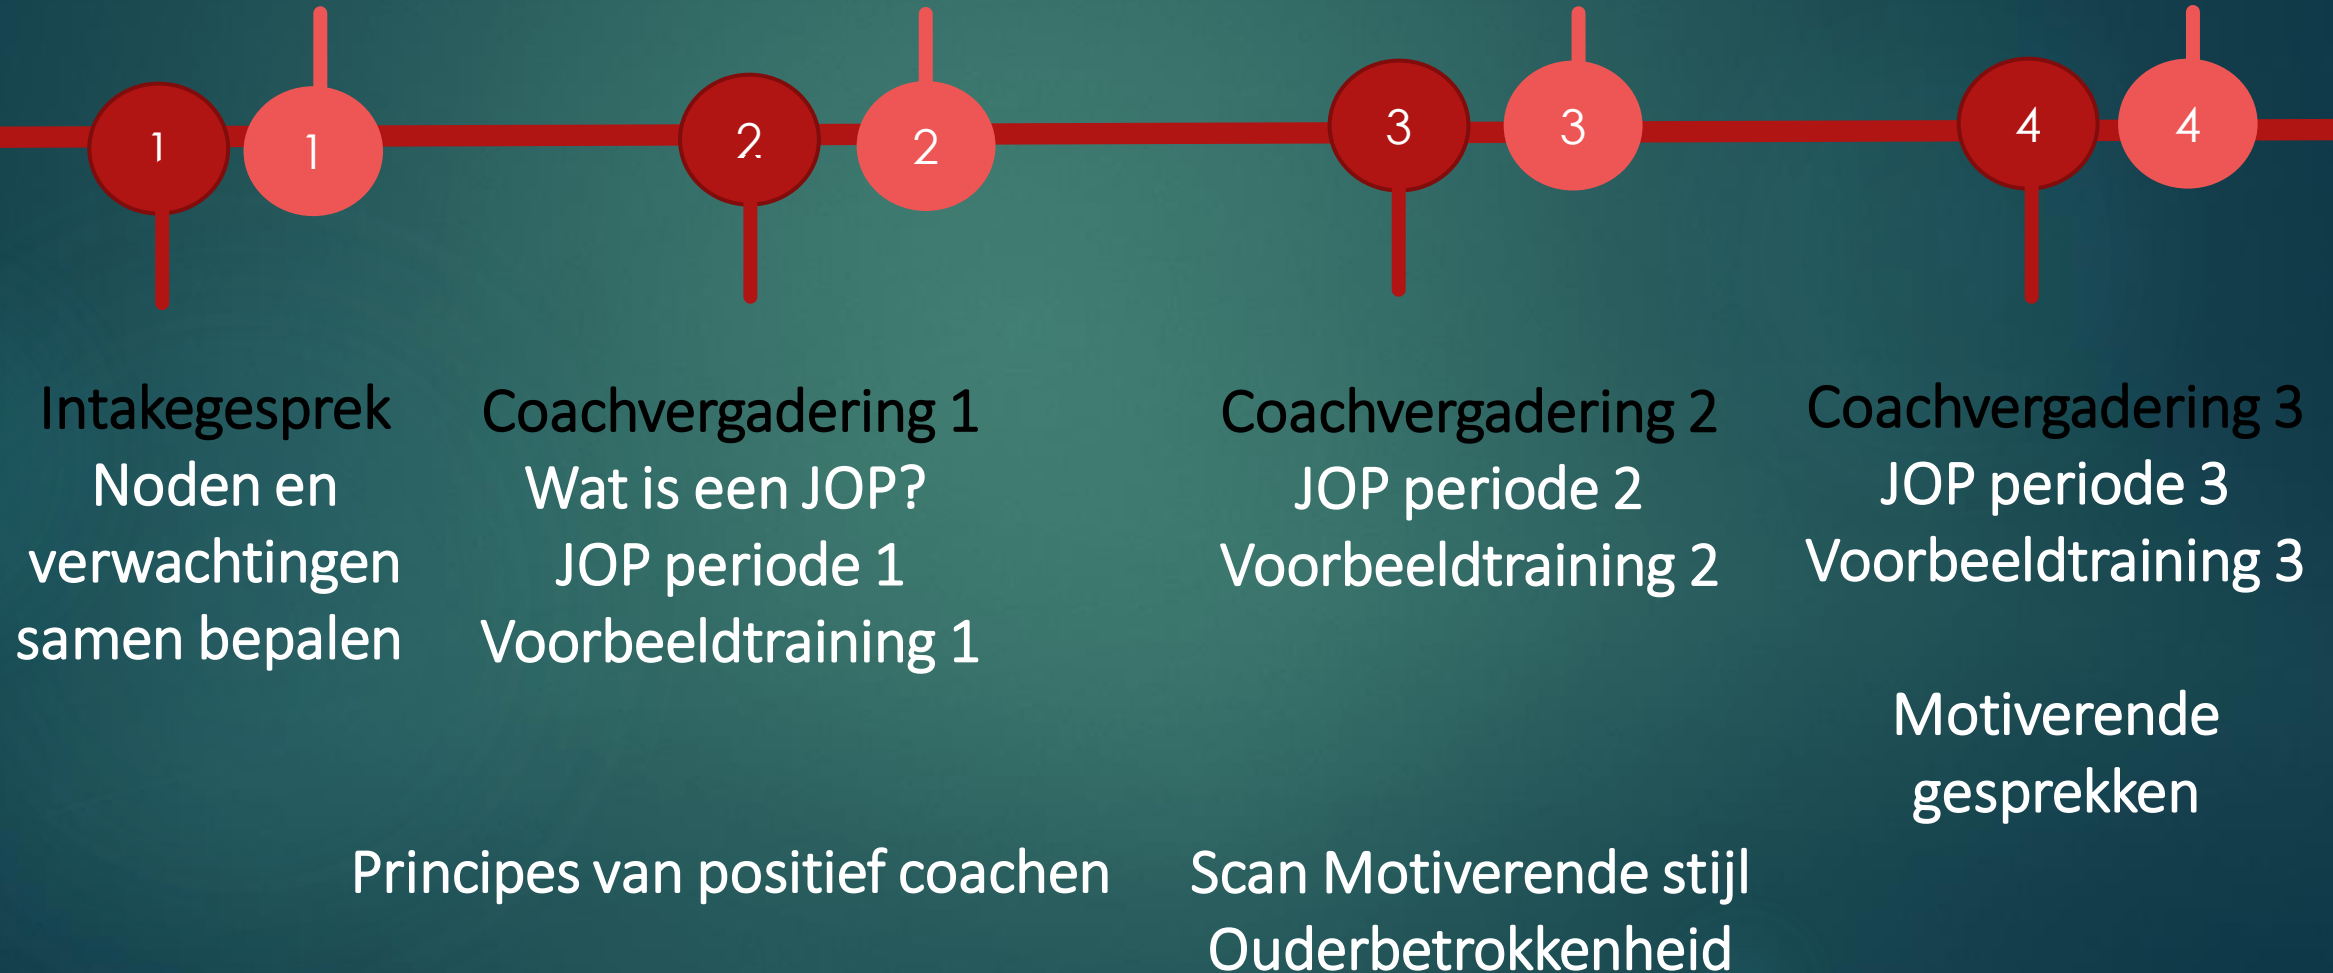 1
1
2
2
3
3
4
4
Intakegesprek
Noden en
verwachtingen
samen bepalen
Coachvergadering 1
Wat is een JOP?
JOP periode 1
Voorbeeldtraining 1
Principes van positief coachen
Coachvergadering 2
JOP periode 2
Voorbeeldtraining 2
Scan Motiverende stijl
Ouderbetrokkenheid
Coachvergadering 3
JOP periode 3
Voorbeeldtraining 3
Motiverende
gesprekken